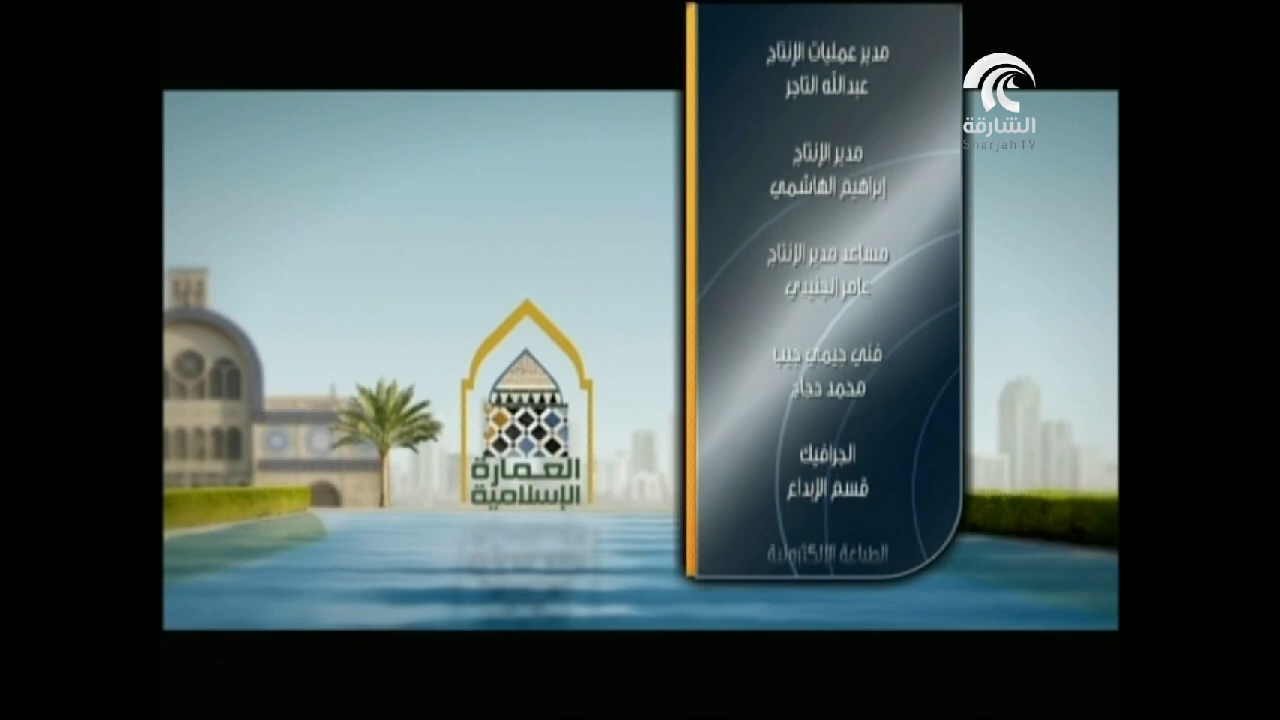 مدير عمليات الإنتاج
عبدالله التاجر
مدير الإنتاج
إبراهيم الهاشمي
مساعد مدير الإنتاج
عامر الجنيبي
فني جيمي جيب
محمد حجاج
الجرافيك
قسم الإبداع
الطباعة الإلكترونية
الشارقة
Sharjah TV
العمارة
الإسلامية